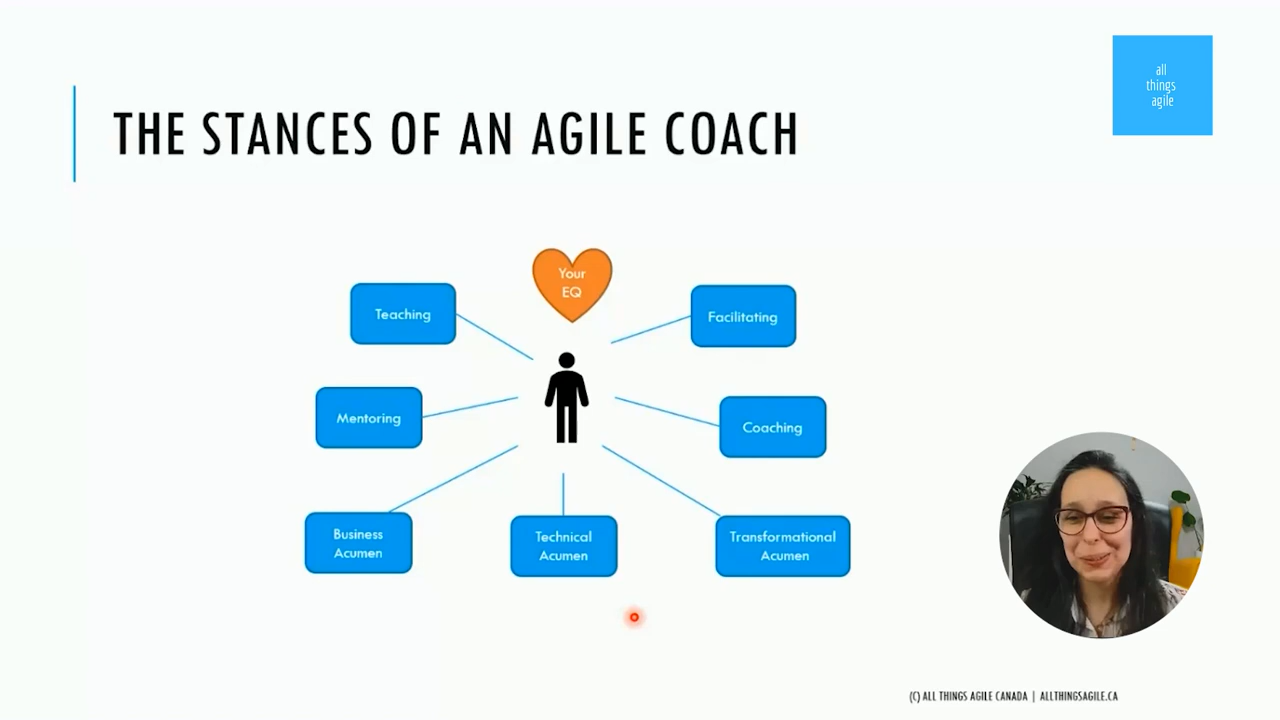 all
things
agile
THE STANCES OF AN AGILE COACH
Your
EQ
Teaching
Facilitating
Mentoring
Coaching
Business
Acumen
Technical
Acumen
Transformational
Acumen
(C) ALL THINGS AGILE CANADA | ALLTHINGSAGILE.CA